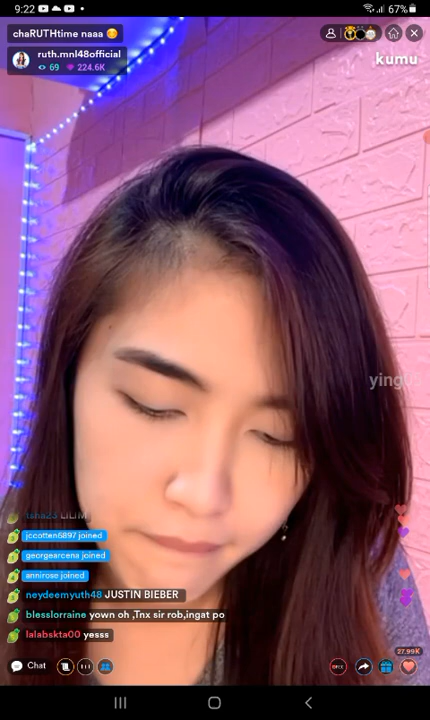 9:22
67%
chaRUTHtime naaa
ruth.mnl48official
69 224.6K
kumu
LILIM
jccotten6897 joined
georgearcena joined
annirose joined
neydeemyuth48 JUSTIN BIEBER
blesslorraine yown oh ,Tnx sir rob,ingat po
lalabskta00 yesss
27.99K
Chat